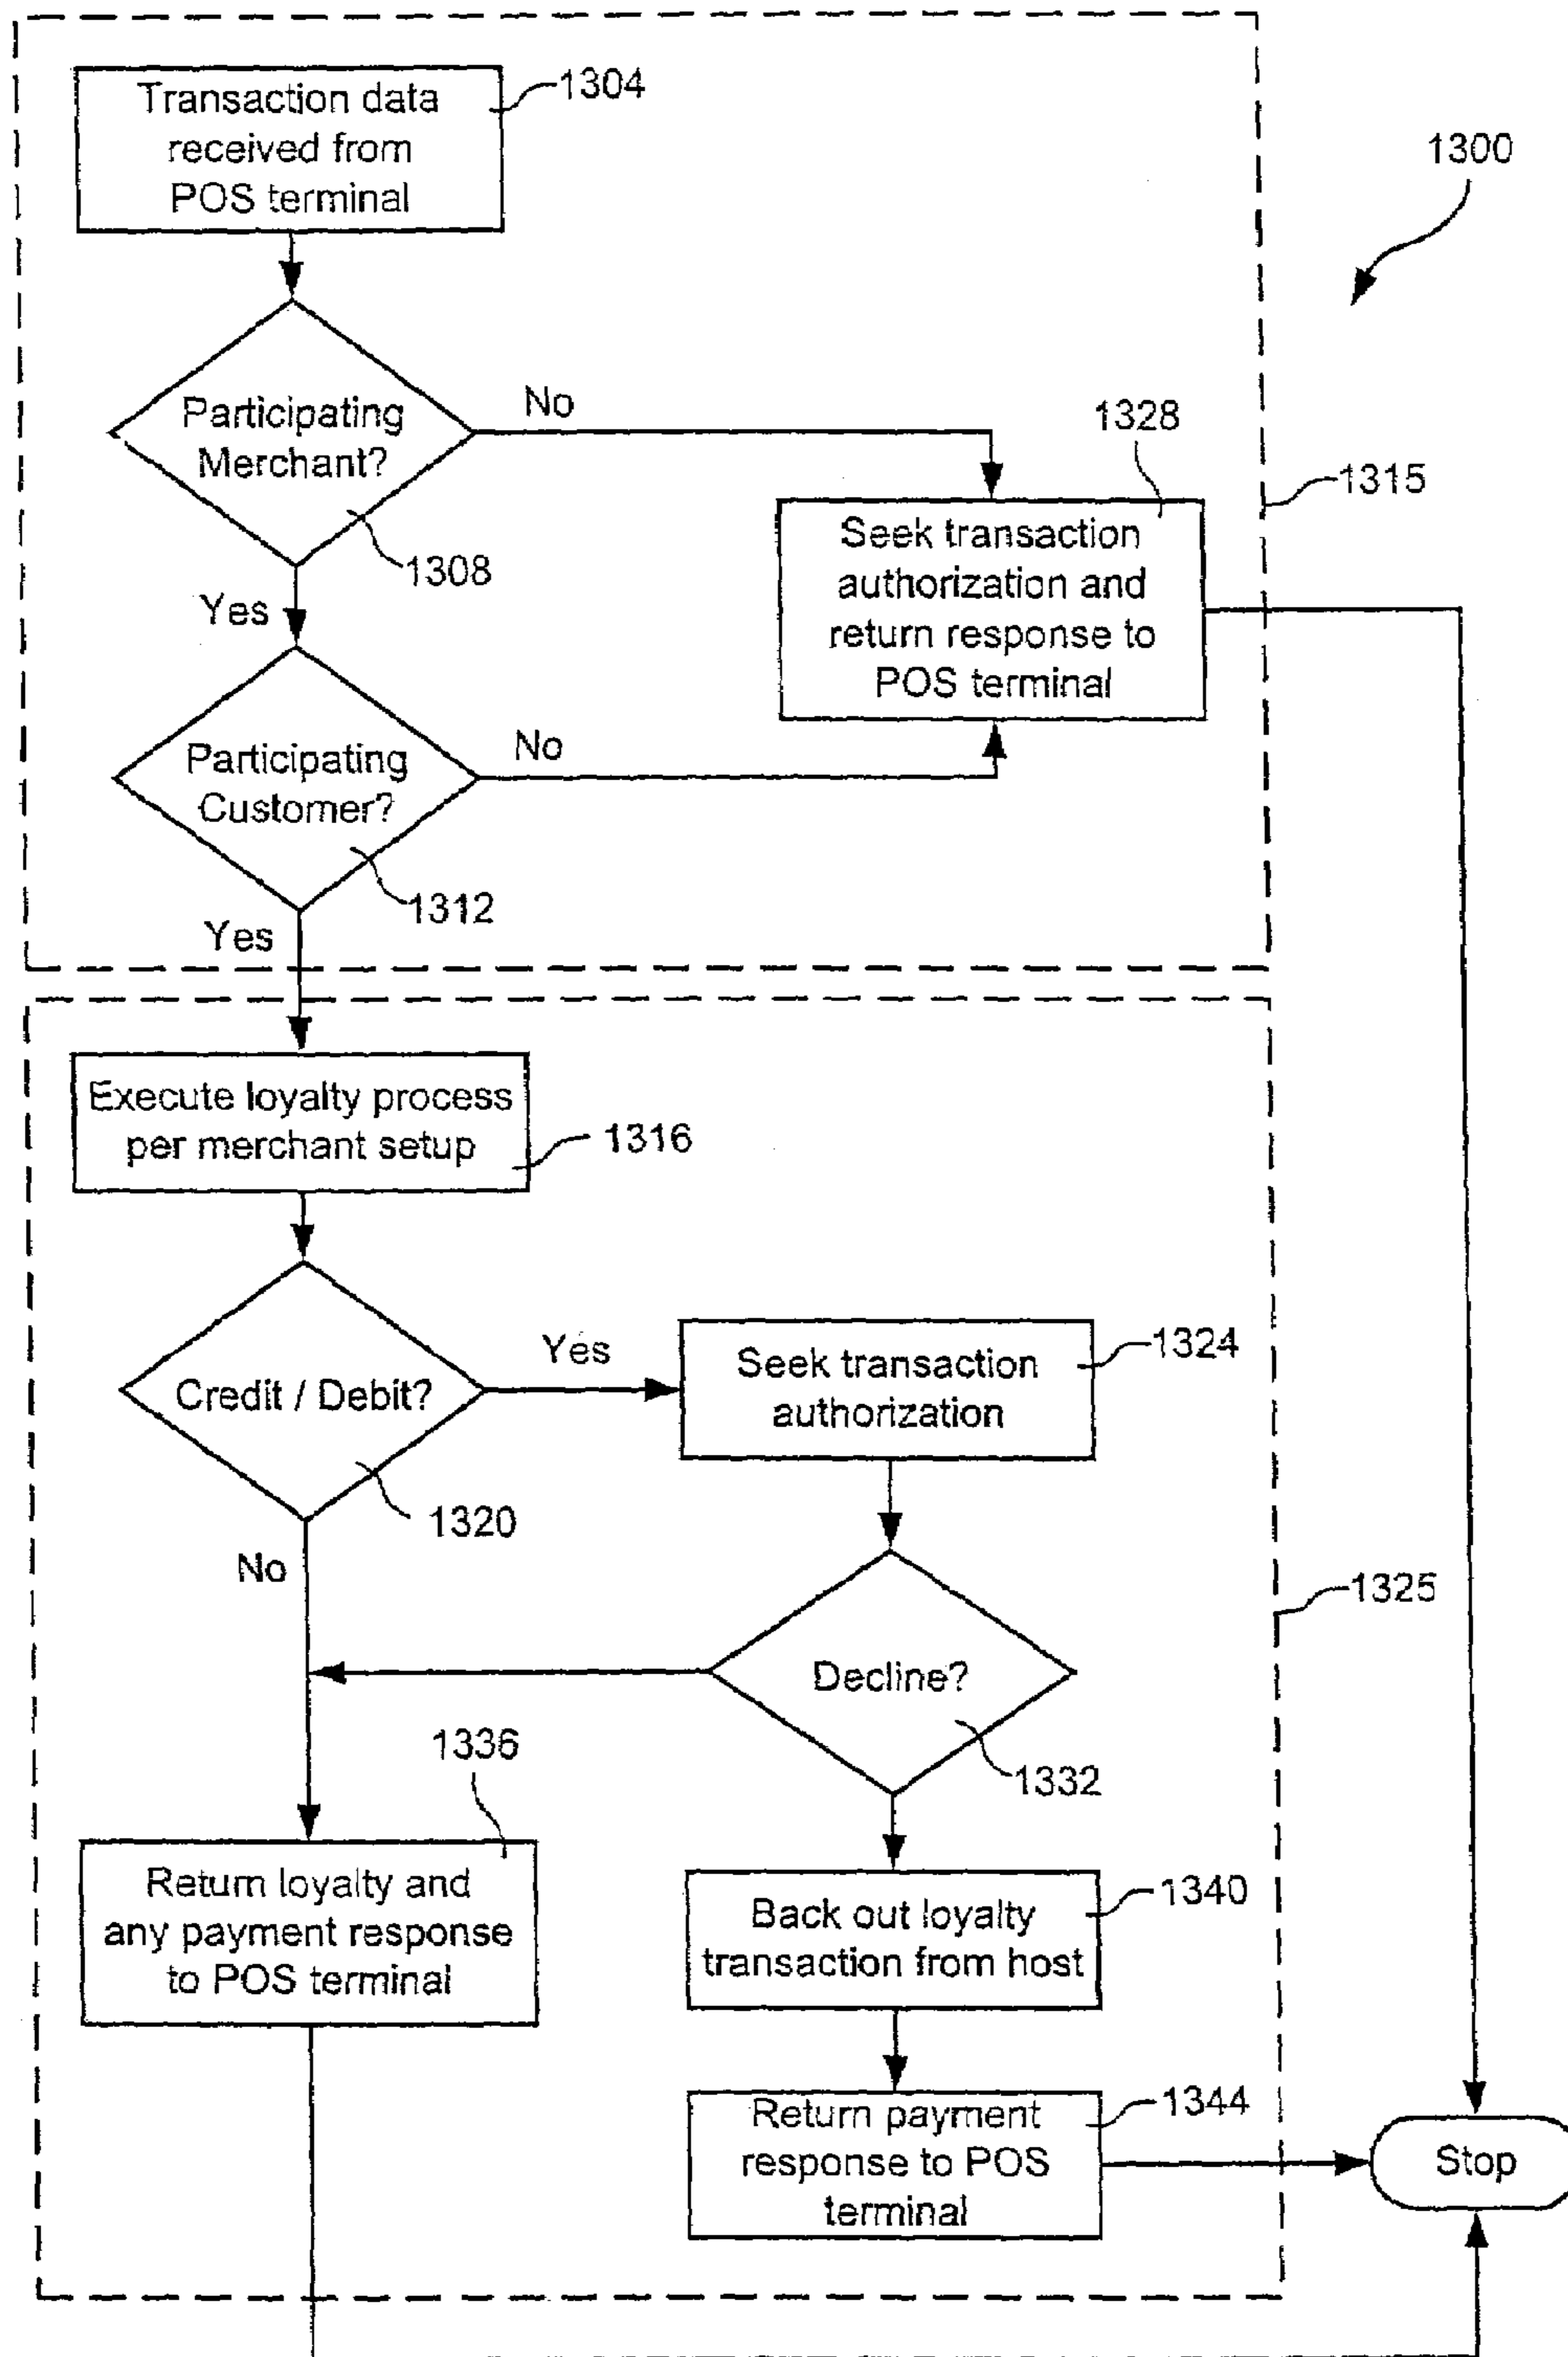 Transaction data
received from
POS terminal
1304
1300
Participating
Merchant?
No
1308
Yes
1328
Seek transaction
authorization and
return response to
POS terminal
1315
Participating
Customer?
No
1312
Yes
Execute loyalty process
per merchant setup
1316
Credit / Debit?
Yes
1320
No
Seek transaction
authorization
1324
1325
Decline?
1332
1336
Return loyalty and
any payment response
to POS terminal
Back out loyalty
transaction from host
1340
Return payment
response to POS
terminal
1344
Stop